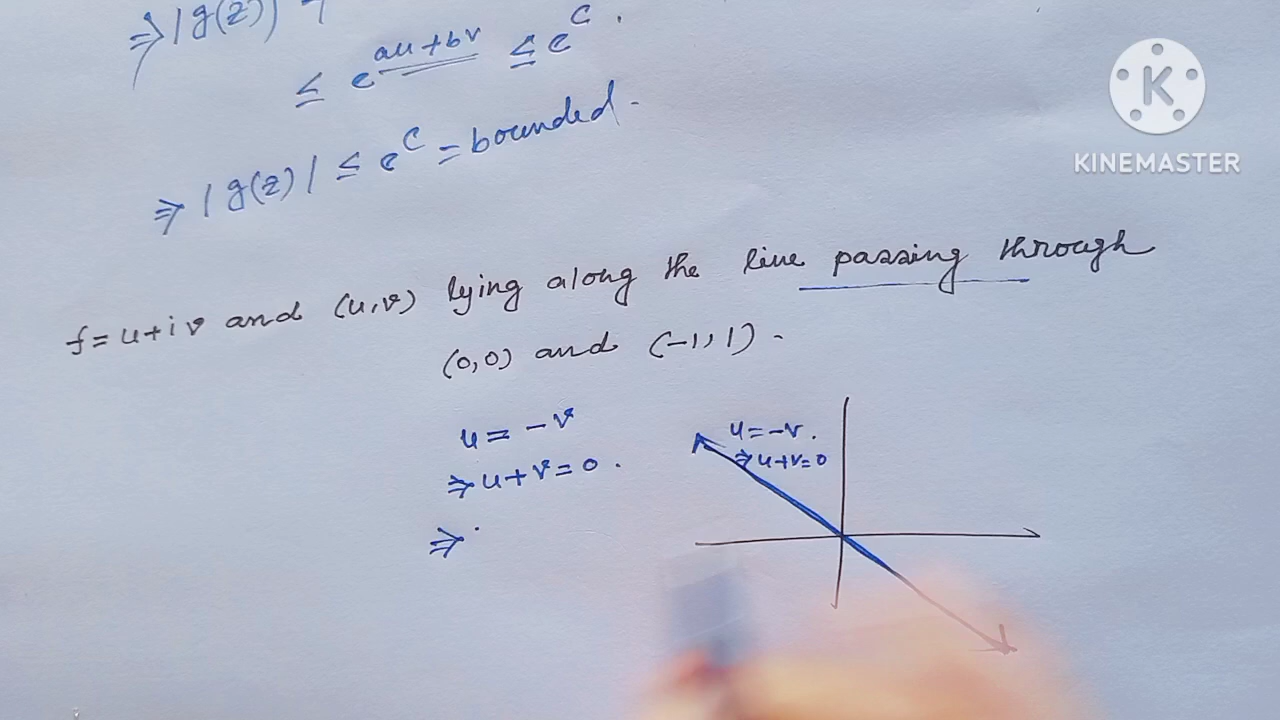 ⇒ |g(z)|
≤ e^{au+bv} ≤ e^C.
⇒ |g(z)| ≤ e^C = bounded.
f = u+iv and (u,v) lying along the line passing through
(0,0) and (-1,1).
u = -v
⇒ u+v=0.
⇒
u=-v.
⇒ u+v=0
K
KINEMASTER